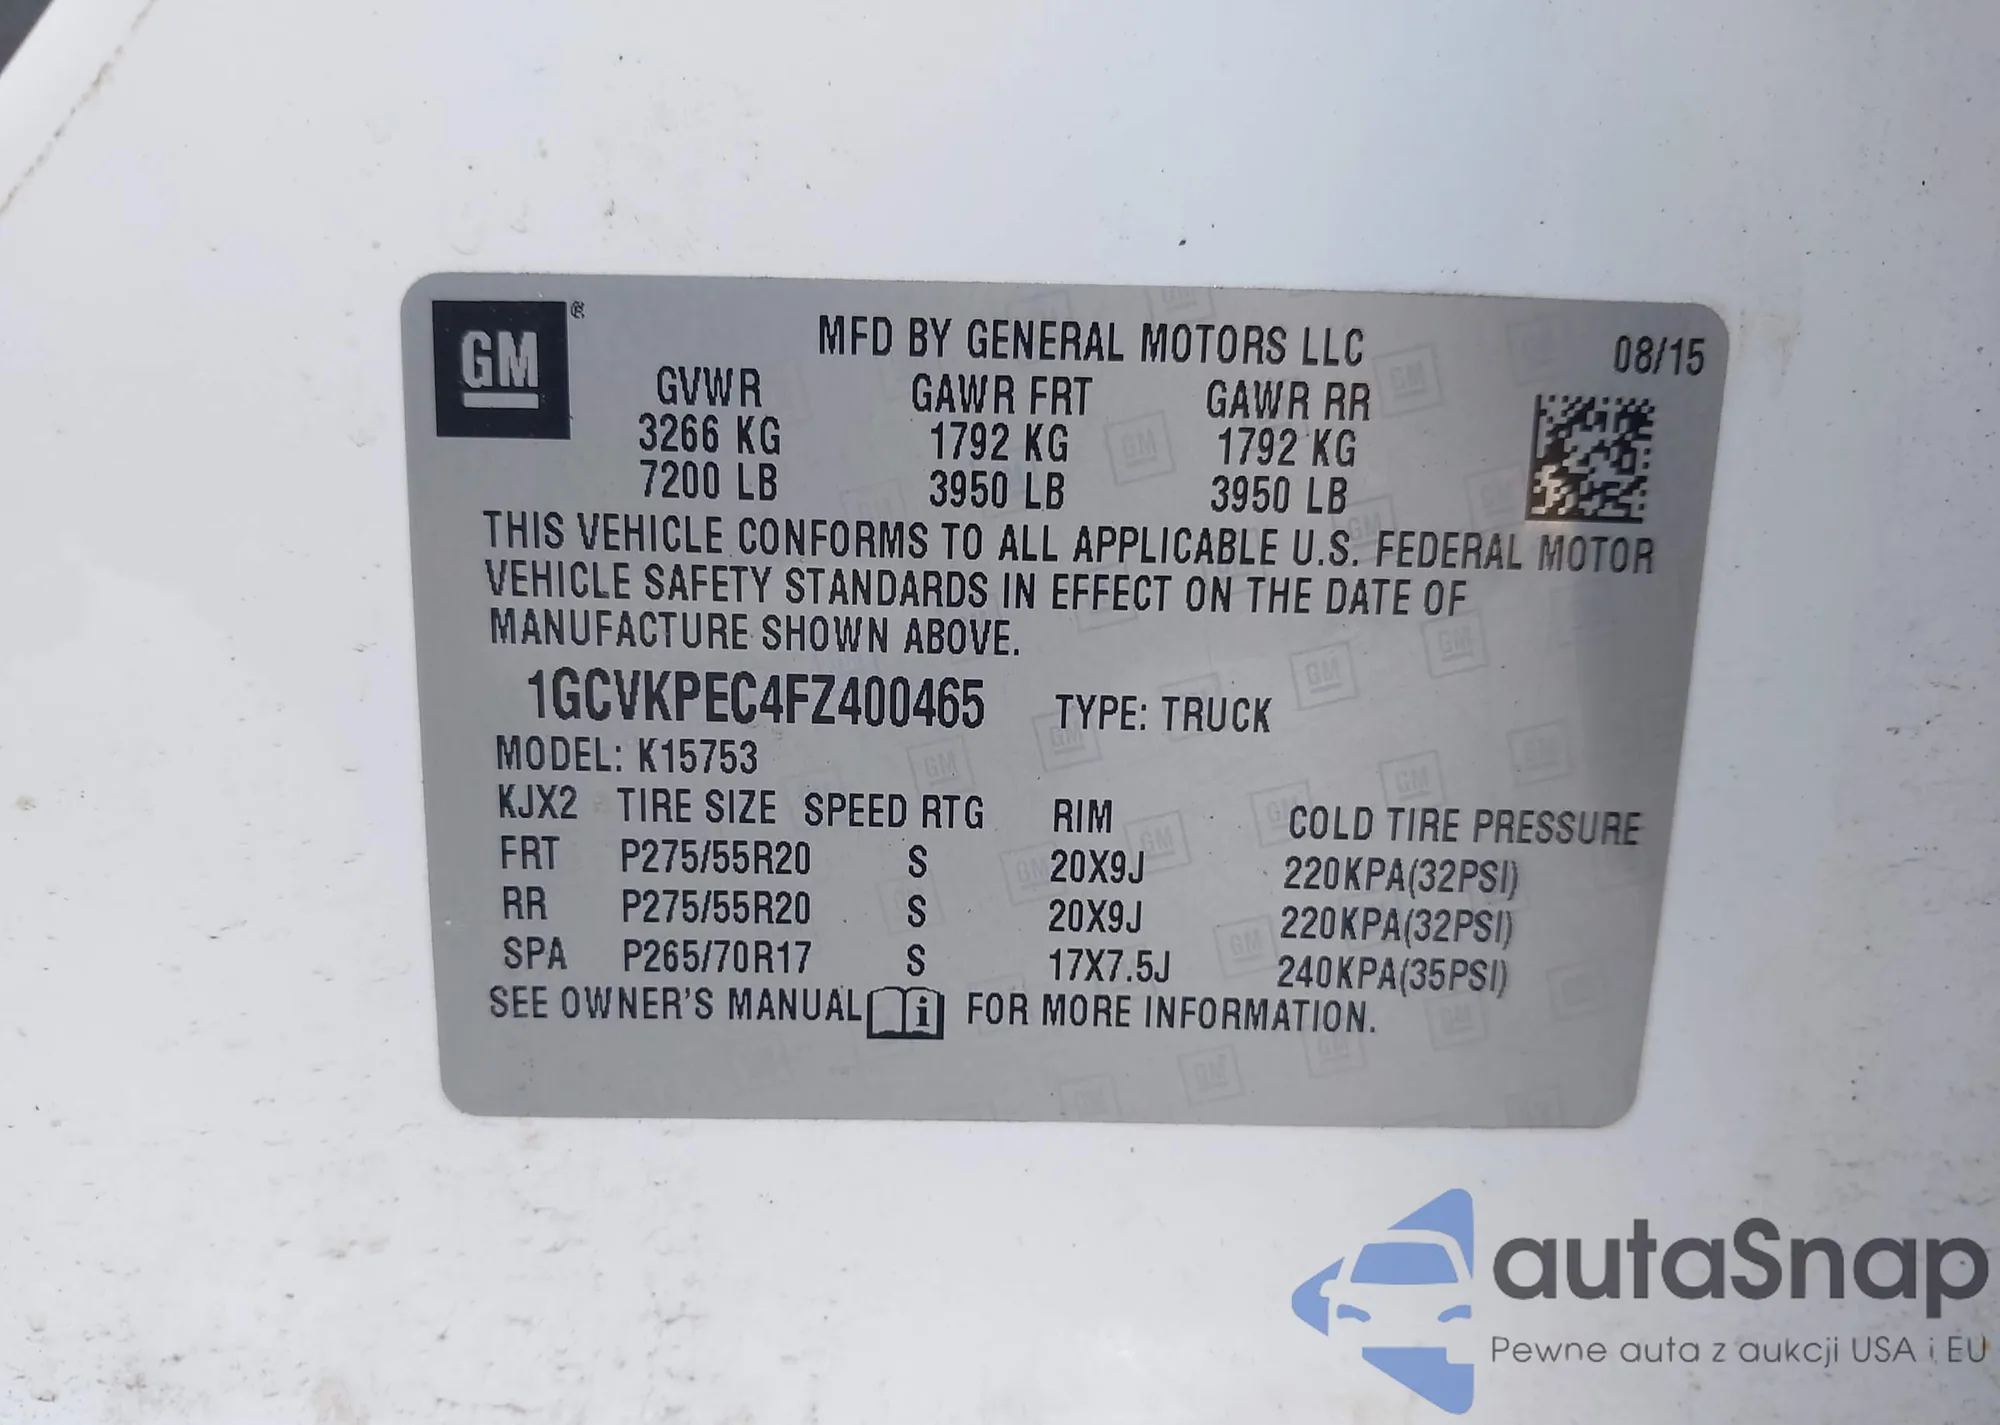 GM ®
MFD BY GENERAL MOTORS LLC 08/15
GVWR GAWR FRT GAWR RR
3266 KG 1792 KG 1792 KG
7200 LB 3950 LB 3950 LB
THIS VEHICLE CONFORMS TO ALL APPLICABLE U.S. FEDERAL MOTOR
VEHICLE SAFETY STANDARDS IN EFFECT ON THE DATE OF
MANUFACTURE SHOWN ABOVE.
1GCVKPEC4FZ400465 TYPE: TRUCK
MODEL: K15753
KJX2 TIRE SIZE SPEED RTG RIM COLD TIRE PRESSURE
FRT P275/55R20 S 20X9J 220KPA(32PSI)
RR P275/55R20 S 20X9J 220KPA(32PSI)
SPA P265/70R17 S 17X7.5J 240KPA(35PSI)
SEE OWNER'S MANUAL i FOR MORE INFORMATION.
autaSnap
Pewne auta z aukcji USA i EU